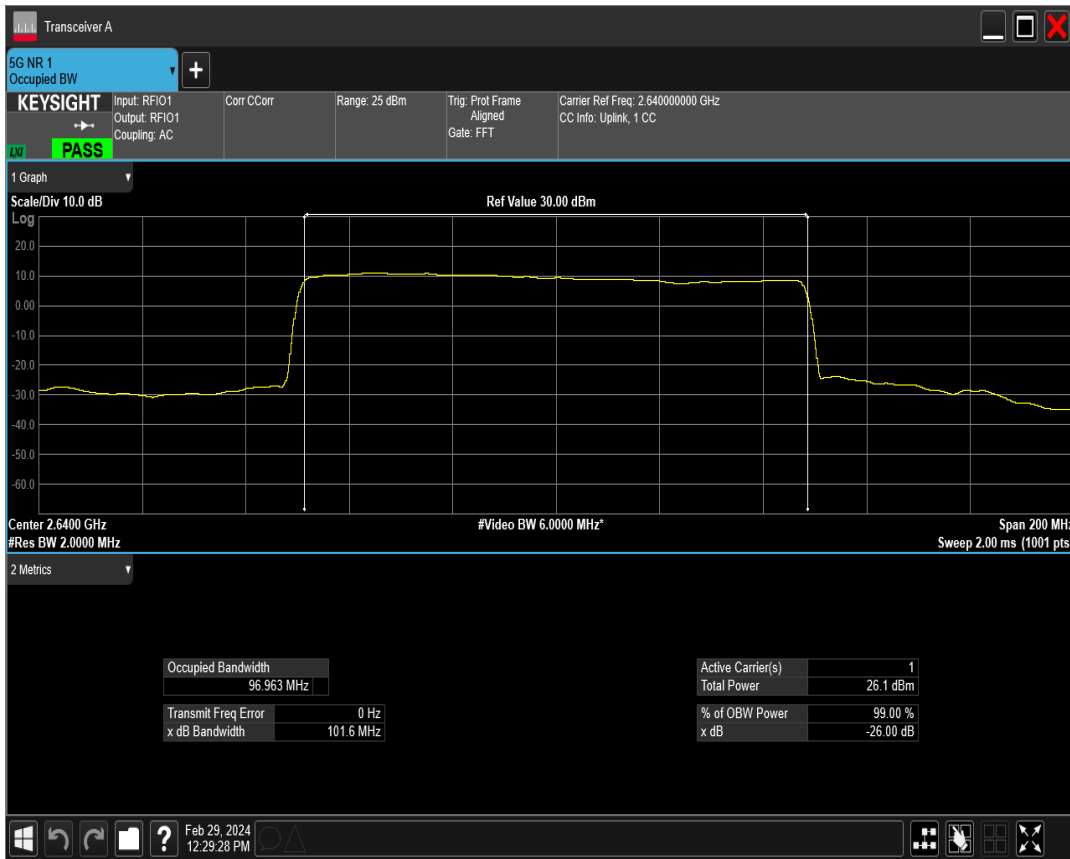 Transceiver A
5G NR 1
Occupied BW
KEYSIGHT
LXI
PASS
Input: RFIO1
Output: RFIO1
Coupling: AC
Corr CCorr
Range: 25 dBm
Trig: Prot Frame
Aligned
Gate: FFT
Carrier Ref Freq: 2.640000000 GHz
CC Info: Uplink, 1 CC
1 Graph
Scale/Div 10.0 dB
Ref Value 30.00 dBm
Log
20.0
10.0
0.00
-10.0
-20.0
-30.0
-40.0
-50.0
-60.0
Center 2.6400 GHz
#Video BW 6.0000 MHz*
Span 200 MHz
#Res BW 2.0000 MHz
Sweep 2.00 ms (1001 pts
2 Metrics
Occupied Bandwidth
96.963 MHz
Transmit Freq Error 0 Hz
x dB Bandwidth 101.6 MHz
Active Carrier(s) 1
Total Power 26.1 dBm
% of OBW Power 99.00 %
x dB -26.00 dB
?
Feb 29, 2024
12:29:28 PM